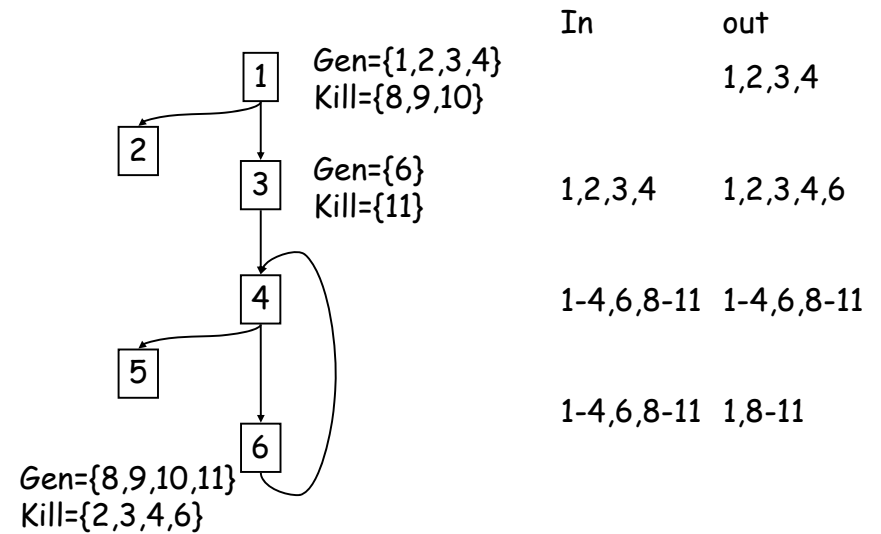 In out
1 Gen={1,2,3,4}
Kill={8,9,10} 1,2,3,4
2
3 Gen={6}
Kill={11} 1,2,3,4 1,2,3,4,6
4 1-4,6,8-11 1-4,6,8-11
5
1-4,6,8-11 1,8-11
6
Gen={8,9,10,11}
Kill={2,3,4,6}